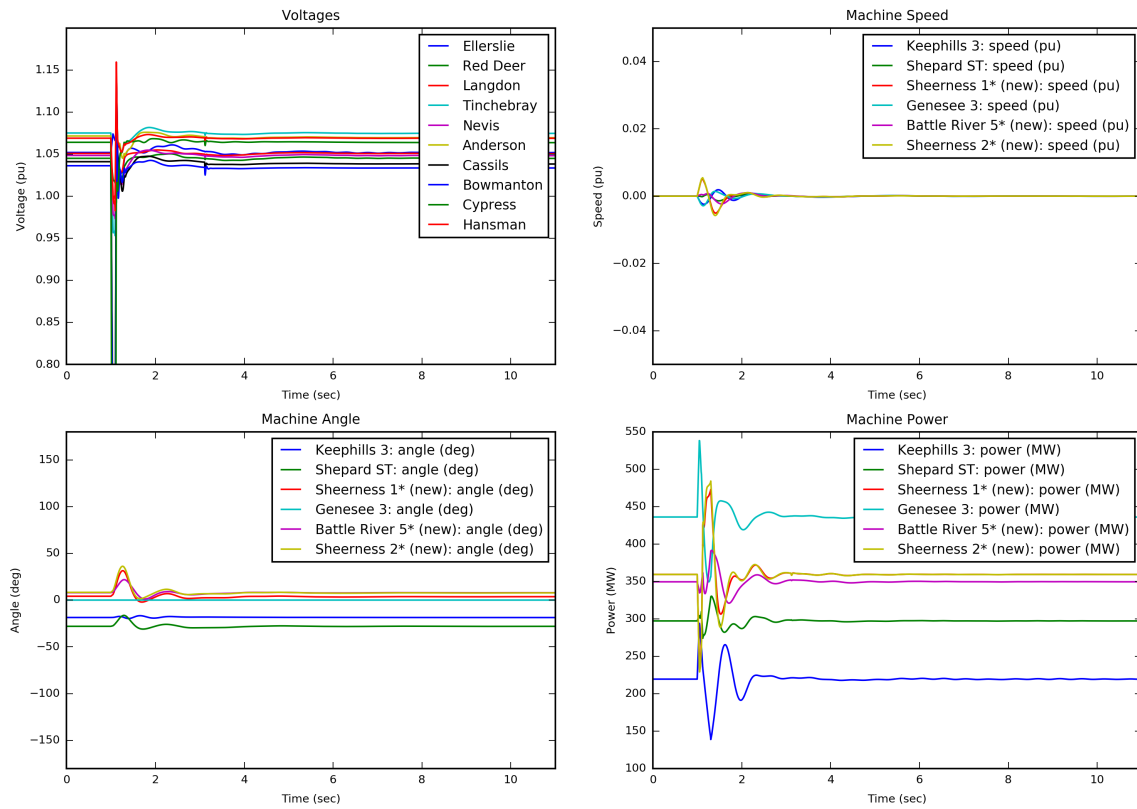 Voltages
Voltage (pu)
1.15
1.10
1.05
1.00
0.95
0.90
0.85
0.80
0
2
4
6
8
10
Time (sec)
Ellerslie
Red Deer
Langdon
Tinchebray
Nevis
Anderson
Cassils
Bowmanton
Cypress
Hansman
Machine Speed
Speed (pu)
0.04
0.02
0.00
−0.02
−0.04
0
2
4
6
8
10
Time (sec)
Keephills 3: speed (pu)
Shepard ST: speed (pu)
Sheerness 1* (new): speed (pu)
Genesee 3: speed (pu)
Battle River 5* (new): speed (pu)
Sheerness 2* (new): speed (pu)
Machine Angle
Angle (deg)
150
100
50
0
−50
−100
−150
0
2
4
6
8
10
Time (sec)
Keephills 3: angle (deg)
Shepard ST: angle (deg)
Sheerness 1* (new): angle (deg)
Genesee 3: angle (deg)
Battle River 5* (new): angle (deg)
Sheerness 2* (new): angle (deg)
Machine Power
Power (MW)
550
500
450
400
350
300
250
200
150
100
0
2
4
6
8
10
Time (sec)
Keephills 3: power (MW)
Shepard ST: power (MW)
Sheerness 1* (new): power (MW)
Genesee 3: power (MW)
Battle River 5* (new): power (MW)
Sheerness 2* (new): power (MW)